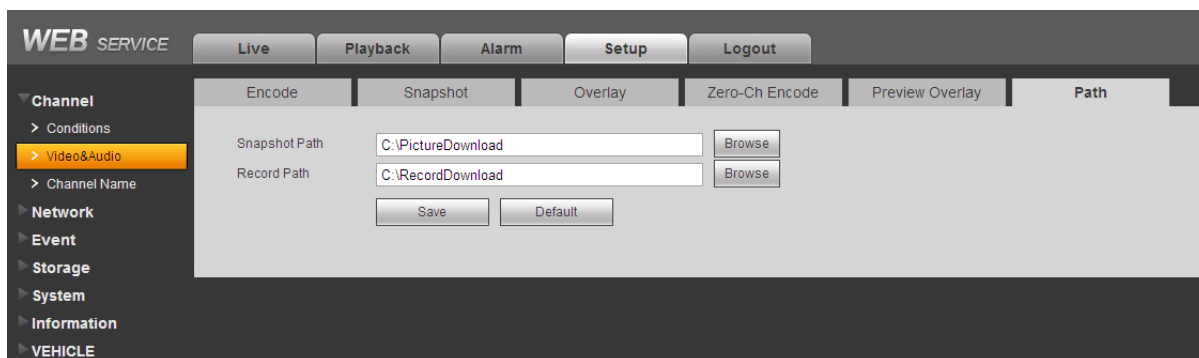 WEB SERVICE
Live Playback Alarm Setup Logout
Encode Snapshot Overlay Zero-Ch Encode Preview Overlay Path
Channel
Conditions
Video&Audio
Channel Name
Network
Event
Storage
System
Information
VEHICLE
Snapshot Path C:\PictureDownload Browse
Record Path C:\RecordDownload Browse
Save Default